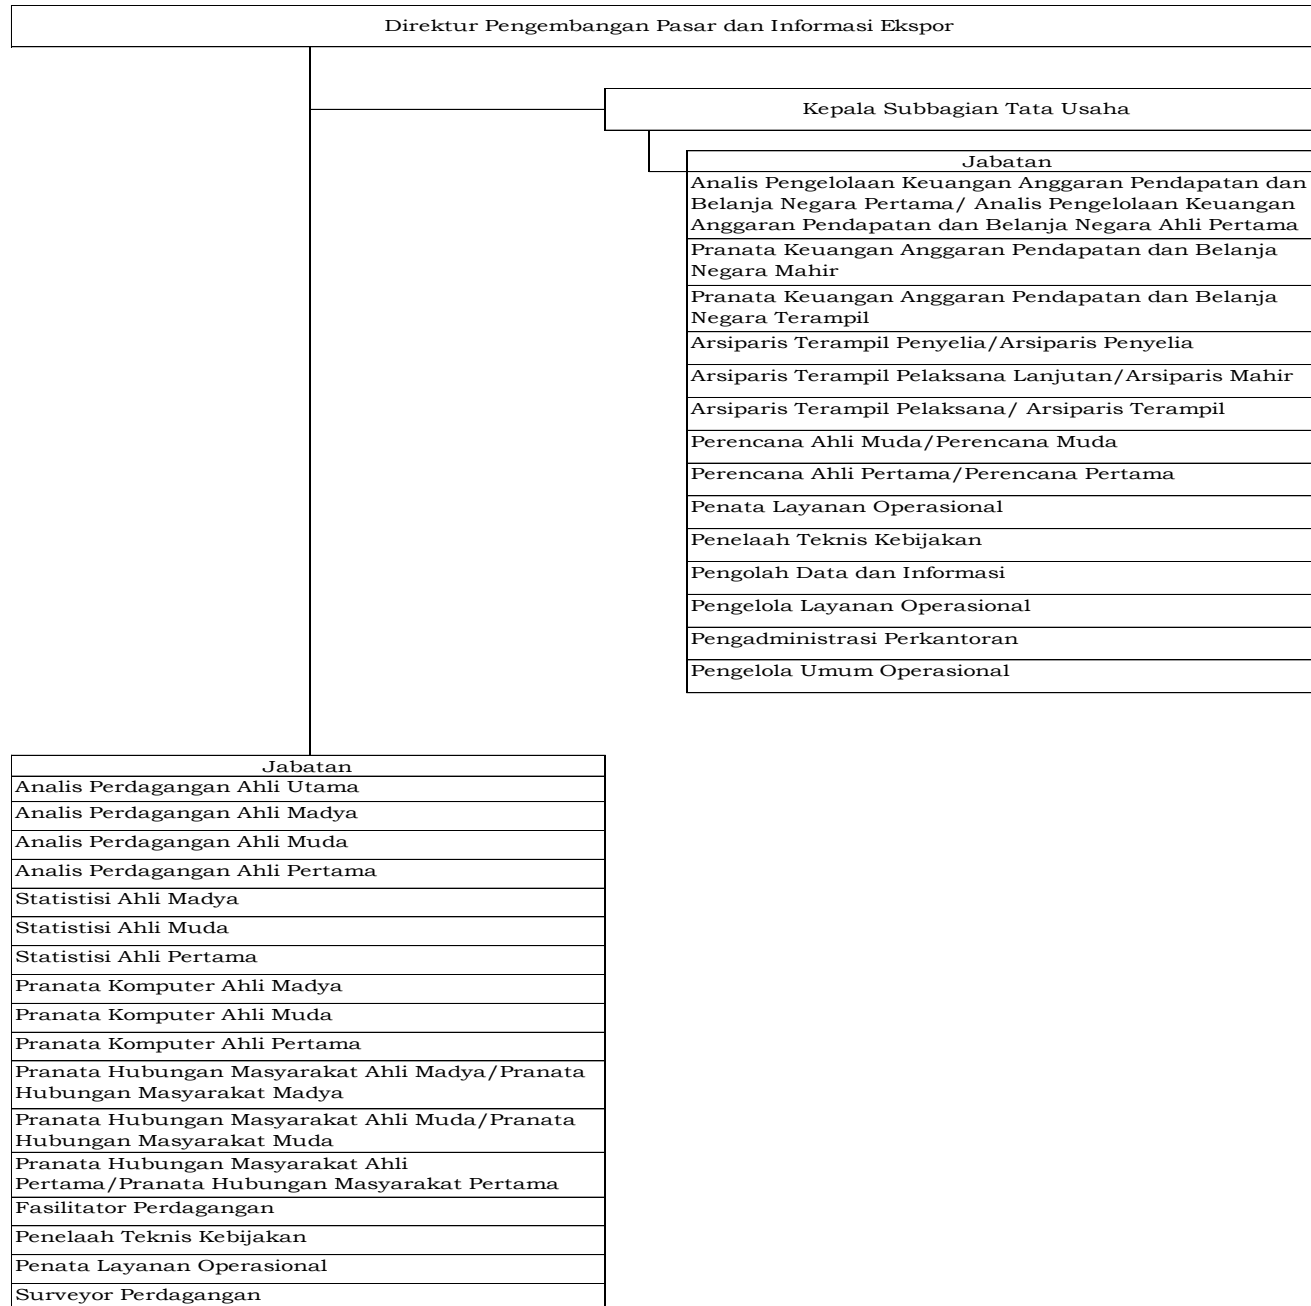 Direktur Pengembangan Pasar dan Informasi Ekspor
Kepala Subbagian Tata Usaha
Jabatan
Analis Pengelolaan Keuangan Anggaran Pendapatan dan
Belanja Negara Pertama/ Analis Pengelolaan Keuangan
Anggaran Pendapatan dan Belanja Negara Ahli Pertama
Pranata Keuangan Anggaran Pendapatan dan Belanja
Negara Mahir
Pranata Keuangan Anggaran Pendapatan dan Belanja
Negara Terampil
Arsiparis Terampil Penyelia/Arsiparis Penyelia
Arsiparis Terampil Pelaksana Lanjutan/Arsiparis Mahir
Arsiparis Terampil Pelaksana/ Arsiparis Terampil
Perencana Ahli Muda/Perencana Muda
Perencana Ahli Pertama/Perencana Pertama
Penata Layanan Operasional
Penelaah Teknis Kebijakan
Pengolah Data dan Informasi
Pengelola Layanan Operasional
Pengadministrasi Perkantoran
Pengelola Umum Operasional
Jabatan
Analis Perdagangan Ahli Utama
Analis Perdagangan Ahli Madya
Analis Perdagangan Ahli Muda
Analis Perdagangan Ahli Pertama
Statistisi Ahli Madya
Statistisi Ahli Muda
Statistisi Ahli Pertama
Pranata Komputer Ahli Madya
Pranata Komputer Ahli Muda
Pranata Komputer Ahli Pertama
Pranata Hubungan Masyarakat Ahli Madya/Pranata
Hubungan Masyarakat Madya
Pranata Hubungan Masyarakat Ahli Muda/Pranata
Hubungan Masyarakat Muda
Pranata Hubungan Masyarakat Ahli
Pertama/Pranata Hubungan Masyarakat Pertama
Fasilitator Perdagangan
Penelaah Teknis Kebijakan
Penata Layanan Operasional
Surveyor Perdagangan